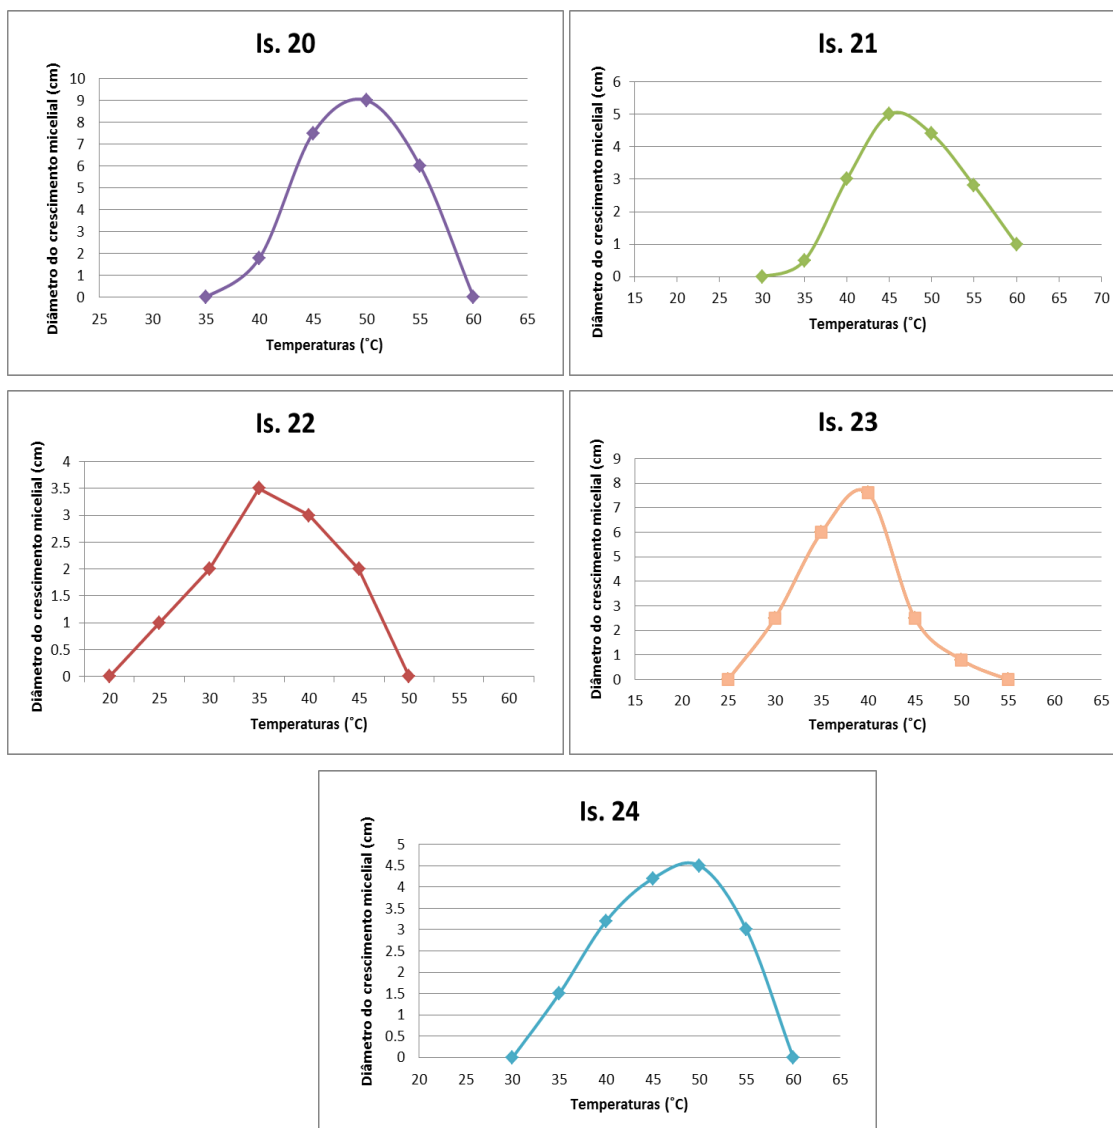 Is. 20
Diâmetro do crescimento micelial (cm)
10
9
8
7
6
5
4
3
2
1
0
25 30 35 40 45 50 55 60 65
Temperaturas (˚C)
Is. 21
Diâmetro do crescimento micelial (cm)
6
5
4
3
2
1
0
15 20 25 30 35 40 45 50 55 60 65 70
Temperaturas (˚C)
Is. 22
Diâmetro do crescimento micelial (cm)
4
3.5
3
2.5
2
1.5
1
0.5
0
20 25 30 35 40 45 50 55 60
Temperaturas (˚C)
Is. 23
Diâmetro do crescimento micelial (cm)
9
8
7
6
5
4
3
2
1
0
15 20 25 30 35 40 45 50 55 60 65
Temperaturas (˚C)
Is. 24
Diâmetro do crescimento micelial (cm)
5
4.5
4
3.5
3
2.5
2
1.5
1
0.5
0
20 25 30 35 40 45 50 55 60 65
Temperaturas (˚C)